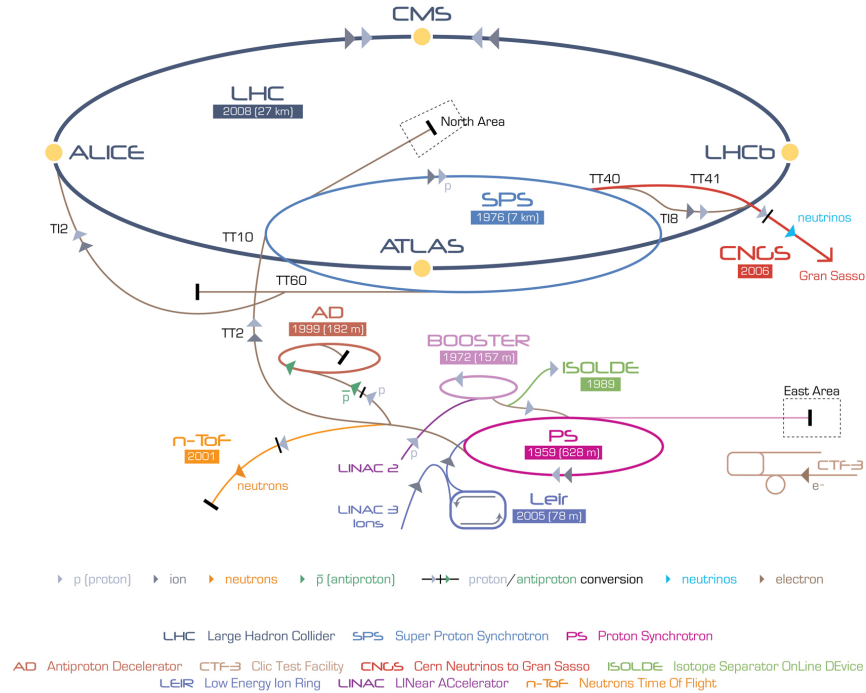 CMS
LHC
2008 (27 km)
North Area
ALICE
LHCb
TT40
TT41
p
SPS
1976 (7 km)
TI8
TI2
TT10
neutrinos
ATLAS
CNGS
2006
Gran Sasso
TT60
AD
1999 (182 m)
TT2
BOOSTER
1972 (157 m)
ISOLDE
1989
p̅
p
East Area
n-ToF
2001
p
PS
1959 (628 m)
LINAC 2
neutrons
CTF-3
e-
LINAC 3
Ions
Leir
2005 (78 m)
p (proton)
ion
neutrons
p̅ (antiproton)
proton/antiproton conversion
neutrinos
electron
LHC Large Hadron Collider SPS Super Proton Synchrotron PS Proton Synchrotron
AD Antiproton Decelerator CTF-3 Clic Test Facility CNGS Cern Neutrinos to Gran Sasso ISOLDE Isotope Separator OnLine DEvice
LEIR Low Energy Ion Ring LINAC LINear ACcelerator n-ToF Neutrons Time Of Flight